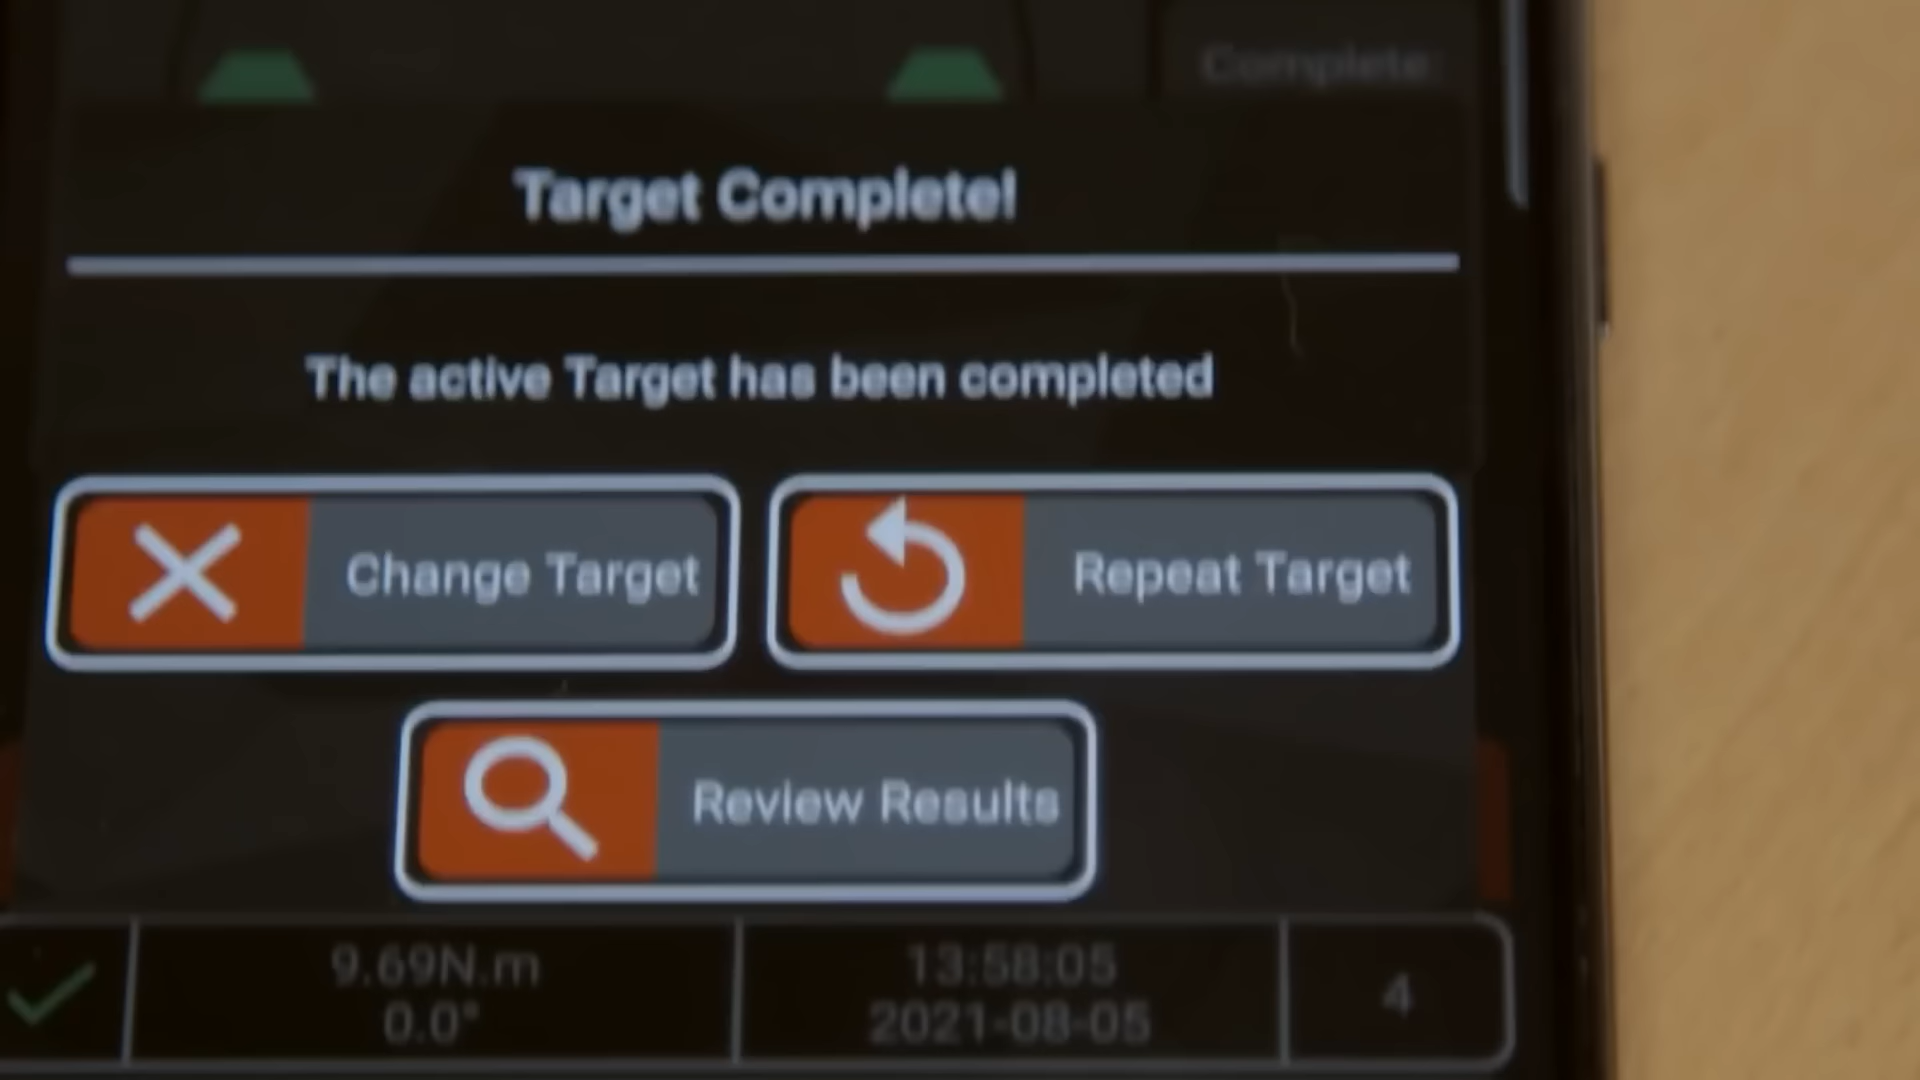 Complete:
Target Complete!
The active Target has been completed
Change Target
Repeat Target
Review Results
9.69N.m
13:58:05
4
0.0°
2021-08-05